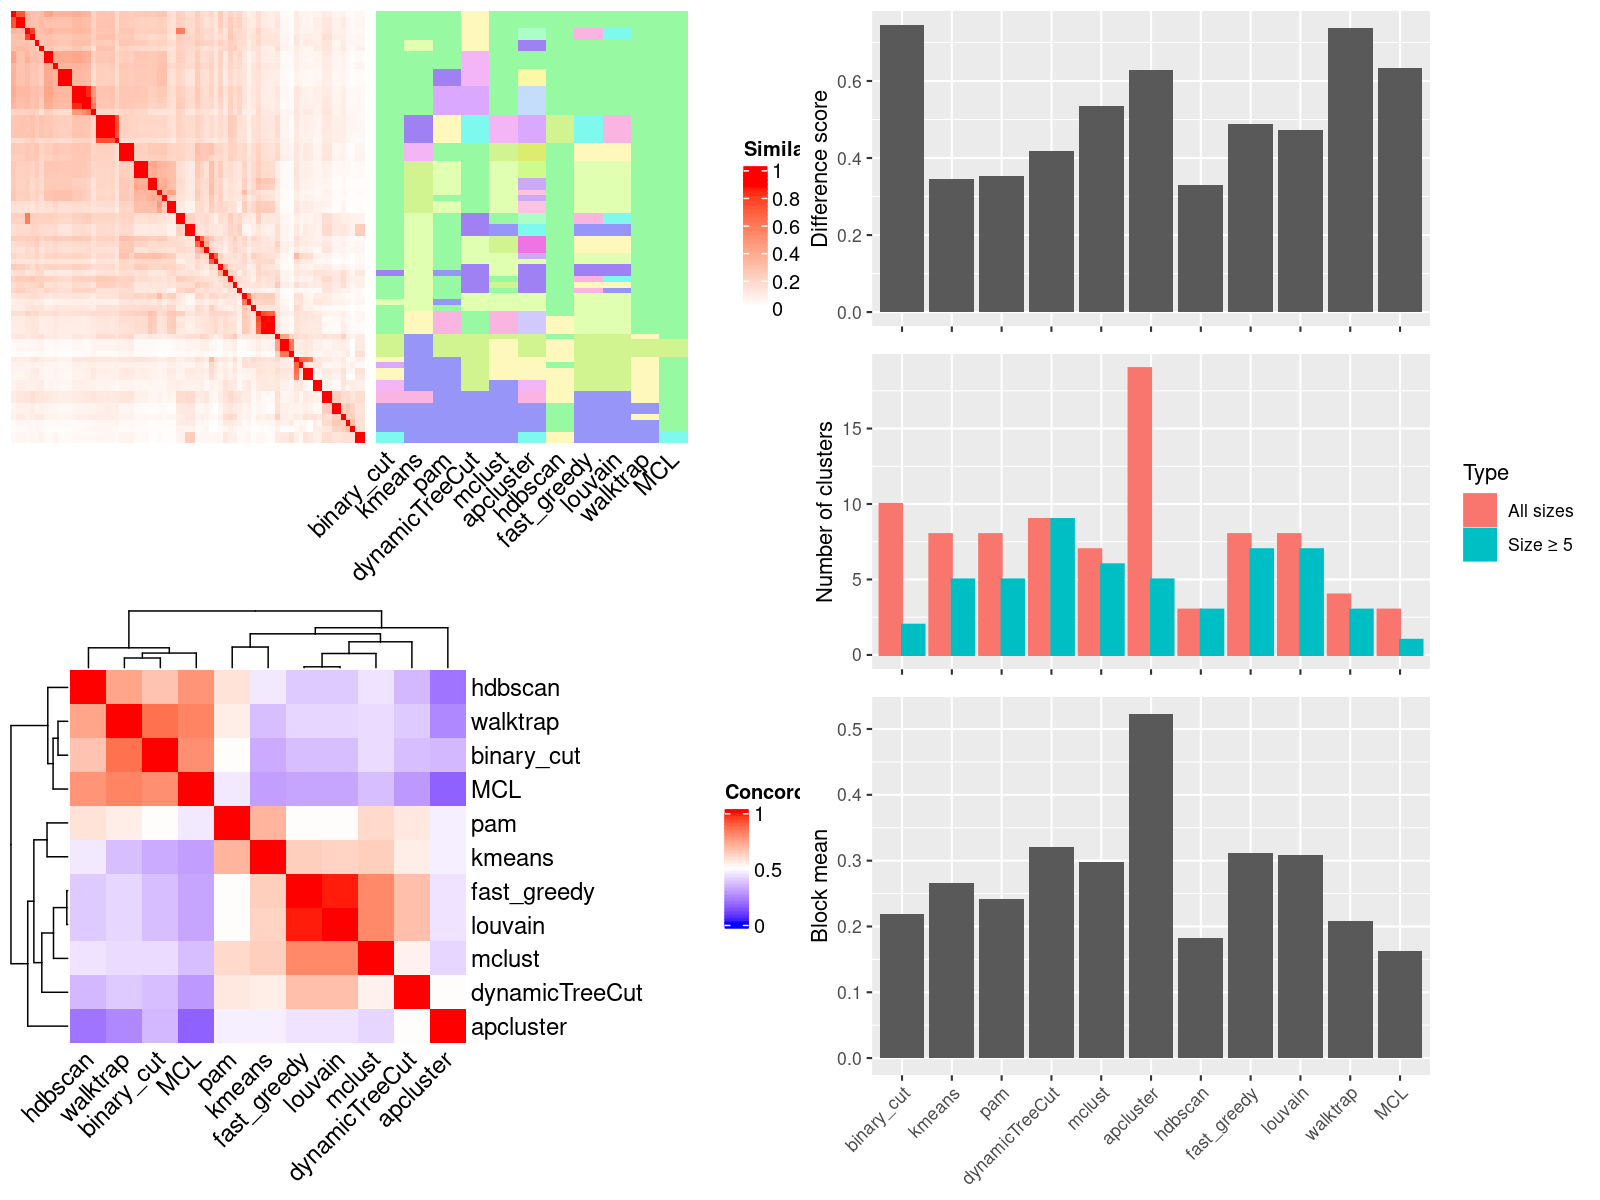 Simila
1
0.8
0.6
0.4
0.2
0
binary_cut
kmeans
pam
dynamicTreeCut
mclust
apcluster
hdbscan
fast_greedy
louvain
walktrap
MCL
hdbscan
walktrap
binary_cut
MCL
pam
kmeans
fast_greedy
louvain
mclust
dynamicTreeCut
apcluster
hdbscan
walktrap
binary_cut
MCL
pam
kmeans
fast_greedy
louvain
mclust
dynamicTreeCut
apcluster
Concord
1
0.5
0
Difference score
0.6
0.4
0.2
0.0
Number of clusters
15
10
5
0
Type
All sizes
Size ≥ 5
Block mean
0.5
0.4
0.3
0.2
0.1
0.0
binary_cut
kmeans
pam
dynamicTreeCut
mclust
apcluster
hdbscan
fast_greedy
louvain
walktrap
MCL